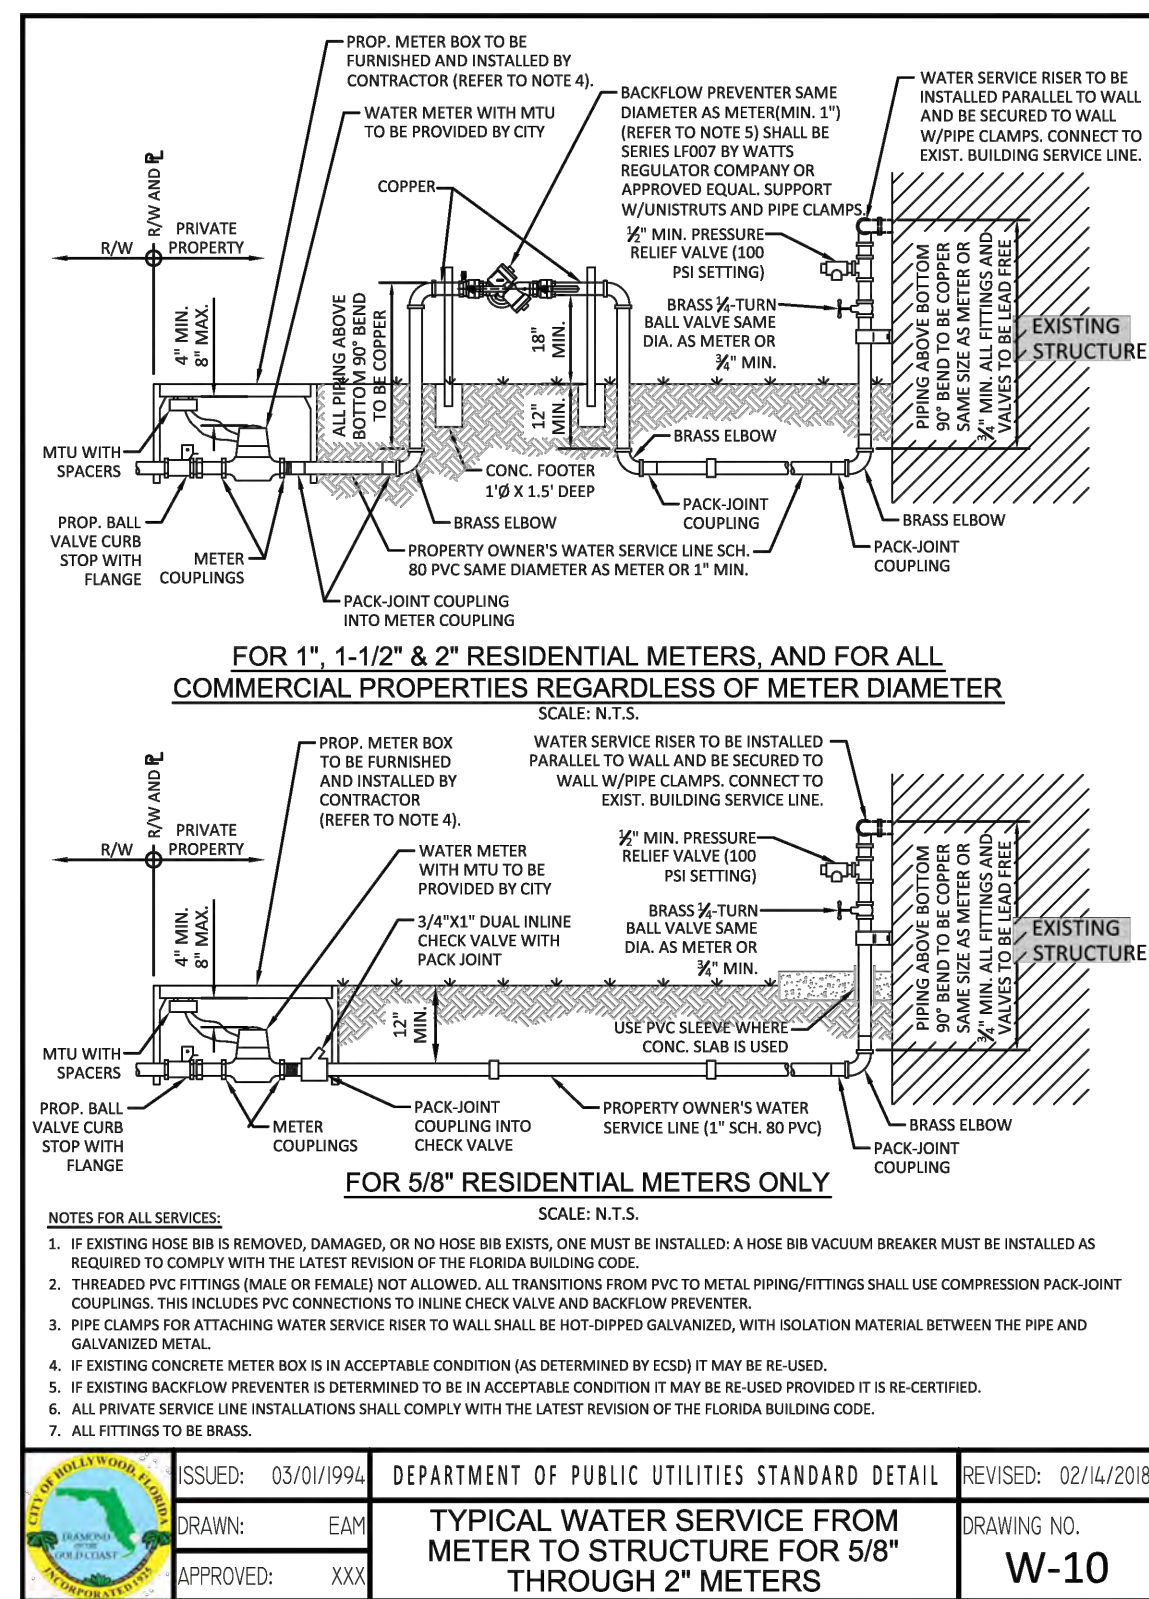 PROP. METER BOX TO BE
FURNISHED AND INSTALLED BY
CONTRACTOR (REFER TO NOTE 4).
WATER METER WITH MTU
TO BE PROVIDED BY CITY
BACKFLOW PREVENTER SAME
DIAMETER AS METER(MIN. 1")
(REFER TO NOTE 5) SHALL BE
SERIES LF007 BY WATTS
REGULATOR COMPANY OR
APPROVED EQUAL. SUPPORT
W/UNISTRUTS AND PIPE CLAMPS.
WATER SERVICE RISER TO BE
INSTALLED PARALLEL TO WALL
AND BE SECURED TO WALL
W/PIPE CLAMPS. CONNECT TO
EXIST. BUILDING SERVICE LINE.
COPPER
R/W AND PL
R/W
PRIVATE
PROPERTY
½" MIN. PRESSURE
RELIEF VALVE (100
PSI SETTING)
BRASS ¼-TURN
BALL VALVE SAME
DIA. AS METER OR
¾" MIN.
4" MIN.
8" MAX.
ALL PIPING ABOVE
BOTTOM 90° BEND
TO BE COPPER
18"
MIN.
12"
MIN.
PIPING ABOVE BOTTOM
90° BEND TO BE COPPER
SAME SIZE AS METER OR
¾" MIN. ALL FITTINGS AND
VALVES TO BE LEAD FREE
EXISTING
STRUCTURE
MTU WITH
SPACERS
BRASS ELBOW
CONC. FOOTER
1'Ø X 1.5' DEEP
PROP. BALL
VALVE CURB
STOP WITH
FLANGE
METER
COUPLINGS
BRASS ELBOW
PACK-JOINT
COUPLING
BRASS ELBOW
PROPERTY OWNER'S WATER SERVICE LINE SCH.
80 PVC SAME DIAMETER AS METER OR 1" MIN.
PACK-JOINT
COUPLING
PACK-JOINT COUPLING
INTO METER COUPLING
FOR 1", 1-1/2" & 2" RESIDENTIAL METERS, AND FOR ALL
COMMERCIAL PROPERTIES REGARDLESS OF METER DIAMETER
SCALE: N.T.S.
PROP. METER BOX
TO BE FURNISHED
AND INSTALLED BY
CONTRACTOR
(REFER TO NOTE 4).
WATER SERVICE RISER TO BE INSTALLED
PARALLEL TO WALL AND BE SECURED TO
WALL W/PIPE CLAMPS. CONNECT TO
EXIST. BUILDING SERVICE LINE.
R/W AND PL
R/W
PRIVATE
PROPERTY
WATER METER
WITH MTU TO BE
PROVIDED BY CITY
½" MIN. PRESSURE
RELIEF VALVE (100
PSI SETTING)
3/4"X1" DUAL INLINE
CHECK VALVE WITH
PACK JOINT
BRASS ¼-TURN
BALL VALVE SAME
DIA. AS METER OR
¾" MIN.
4" MIN.
8" MAX.
12"
MIN.
PIPING ABOVE BOTTOM
90° BEND TO BE COPPER
SAME SIZE AS METER OR
¾" MIN. ALL FITTINGS AND
VALVES TO BE LEAD FREE
EXISTING
STRUCTURE
USE PVC SLEEVE WHERE
CONC. SLAB IS USED
MTU WITH
SPACERS
PROP. BALL
VALVE CURB
STOP WITH
FLANGE
METER
COUPLINGS
PACK-JOINT
COUPLING INTO
CHECK VALVE
PROPERTY OWNER'S WATER
SERVICE LINE (1" SCH. 80 PVC)
BRASS ELBOW
PACK-JOINT
COUPLING
FOR 5/8" RESIDENTIAL METERS ONLY
SCALE: N.T.S.
NOTES FOR ALL SERVICES:
1. IF EXISTING HOSE BIB IS REMOVED, DAMAGED, OR NO HOSE BIB EXISTS, ONE MUST BE INSTALLED: A HOSE BIB VACUUM BREAKER MUST BE INSTALLED AS
REQUIRED TO COMPLY WITH THE LATEST REVISION OF THE FLORIDA BUILDING CODE.
2. THREADED PVC FITTINGS (MALE OR FEMALE) NOT ALLOWED. ALL TRANSITIONS FROM PVC TO METAL PIPING/FITTINGS SHALL USE COMPRESSION PACK-JOINT
COUPLINGS. THIS INCLUDES PVC CONNECTIONS TO INLINE CHECK VALVE AND BACKFLOW PREVENTER.
3. PIPE CLAMPS FOR ATTACHING WATER SERVICE RISER TO WALL SHALL BE HOT-DIPPED GALVANIZED, WITH ISOLATION MATERIAL BETWEEN THE PIPE AND
GALVANIZED METAL.
4. IF EXISTING CONCRETE METER BOX IS IN ACCEPTABLE CONDITION (AS DETERMINED BY ECSD) IT MAY BE RE-USED.
5. IF EXISTING BACKFLOW PREVENTER IS DETERMINED TO BE IN ACCEPTABLE CONDITION IT MAY BE RE-USED PROVIDED IT IS RE-CERTIFIED.
6. ALL PRIVATE SERVICE LINE INSTALLATIONS SHALL COMPLY WITH THE LATEST REVISION OF THE FLORIDA BUILDING CODE.
7. ALL FITTINGS TO BE BRASS.
CITY OF HOLLYWOOD, FLORIDA
DIAMOND
OF THE
GOLD COAST
INCORPORATED 1925
ISSUED: 03/01/1994
DRAWN: EAM
APPROVED: XXX
DEPARTMENT OF PUBLIC UTILITIES STANDARD DETAIL
TYPICAL WATER SERVICE FROM
METER TO STRUCTURE FOR 5/8"
THROUGH 2" METERS
REVISED: 02/14/2018
DRAWING NO.
W-10